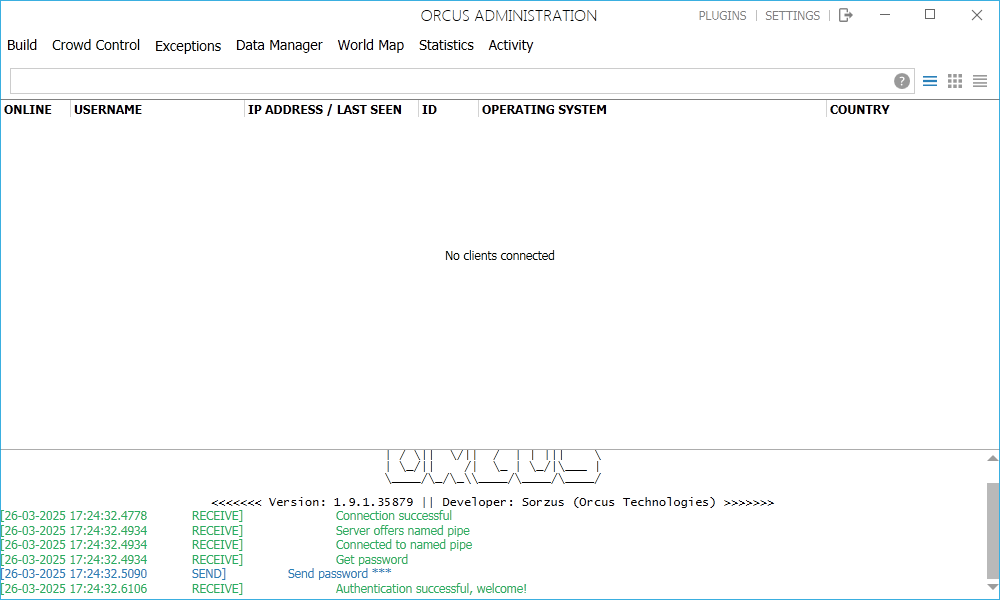 ORCUS ADMINISTRATION
PLUGINS | SETTINGS |
Build Crowd Control Exceptions Data Manager World Map Statistics Activity
?
ONLINE USERNAME IP ADDRESS / LAST SEEN ID OPERATING SYSTEM COUNTRY
No clients connected
<<<<<<< Version: 1.9.1.35879 || Developer: Sorzus (Orcus Technologies) >>>>>>>
[26-03-2025 17:24:32.4778 RECEIVE] Connection successful
[26-03-2025 17:24:32.4934 RECEIVE] Server offers named pipe
[26-03-2025 17:24:32.4934 RECEIVE] Connected to named pipe
[26-03-2025 17:24:32.4934 RECEIVE] Get password
[26-03-2025 17:24:32.5090 SEND] Send password ***
[26-03-2025 17:24:32.6106 RECEIVE] Authentication successful, welcome!